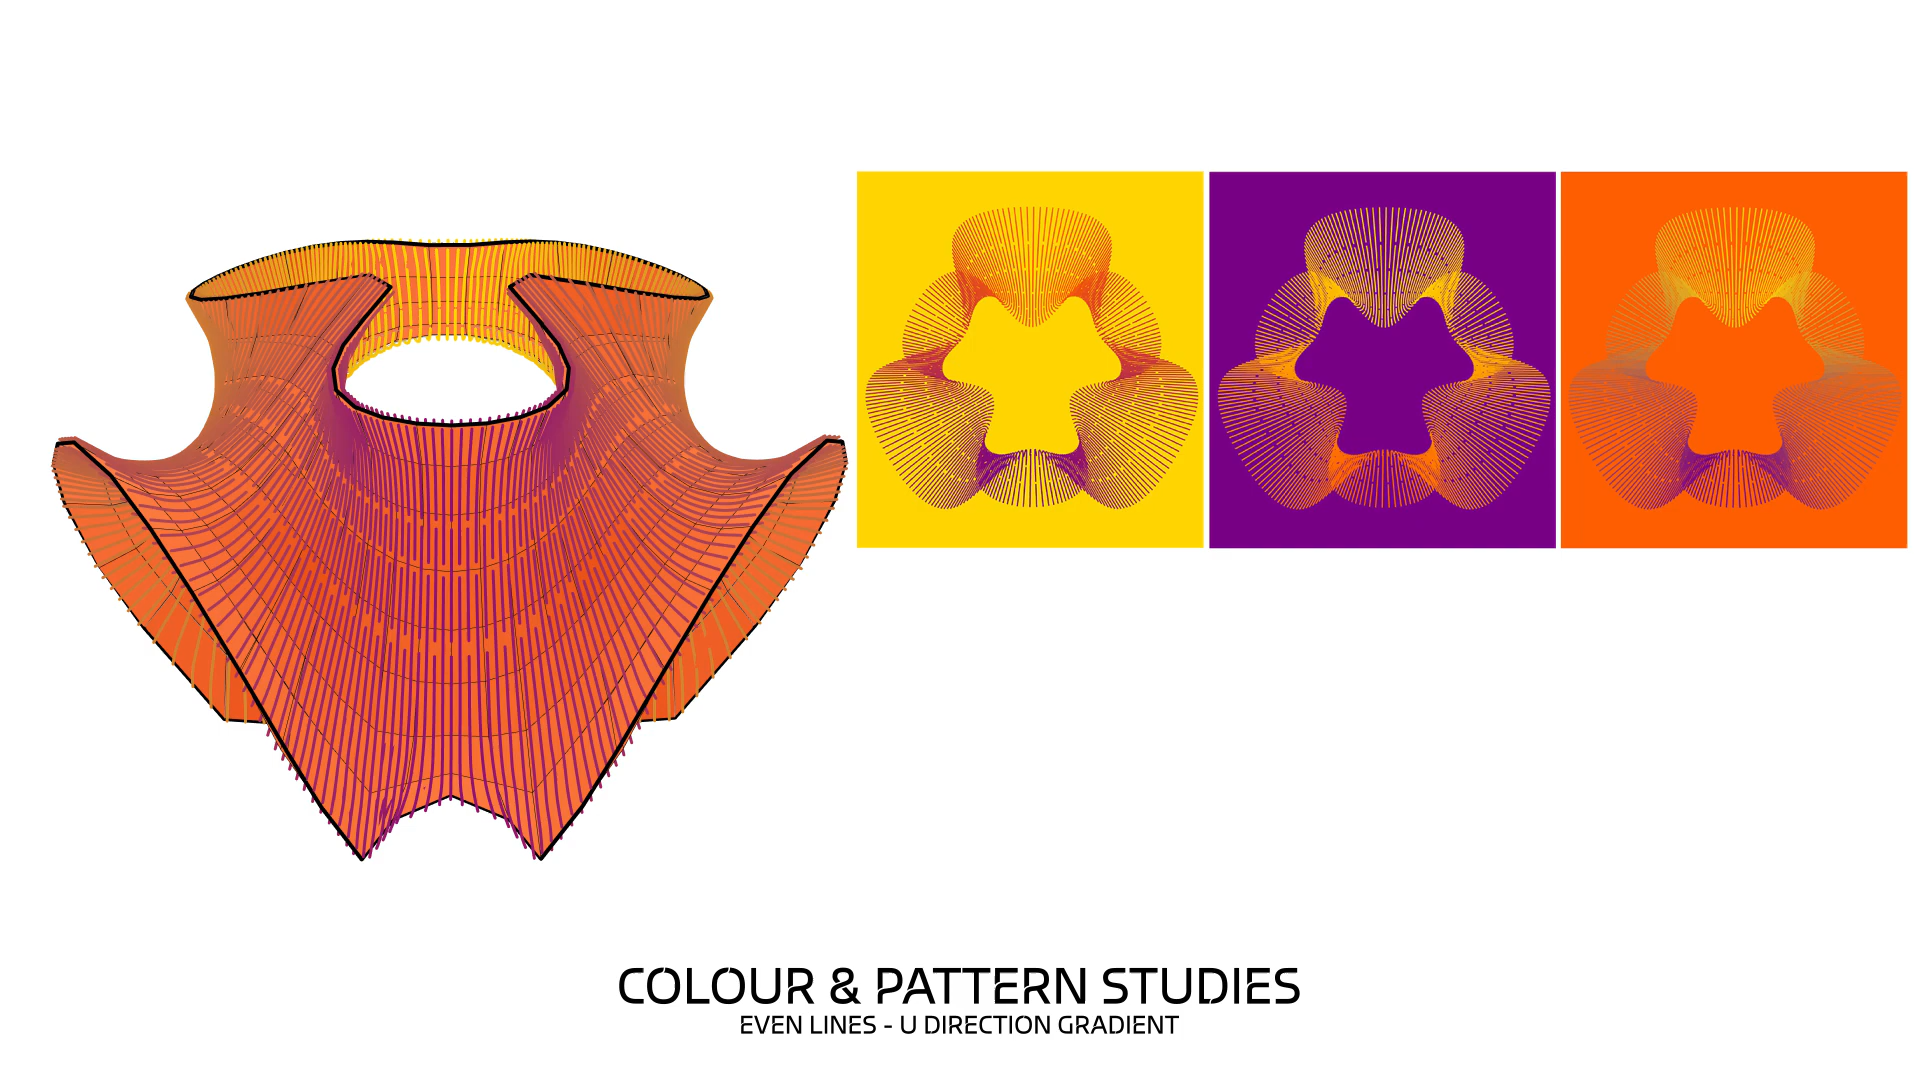 COLOUR & PATTERN STUDIES
EVEN LINES - U DIRECTION GRADIENT